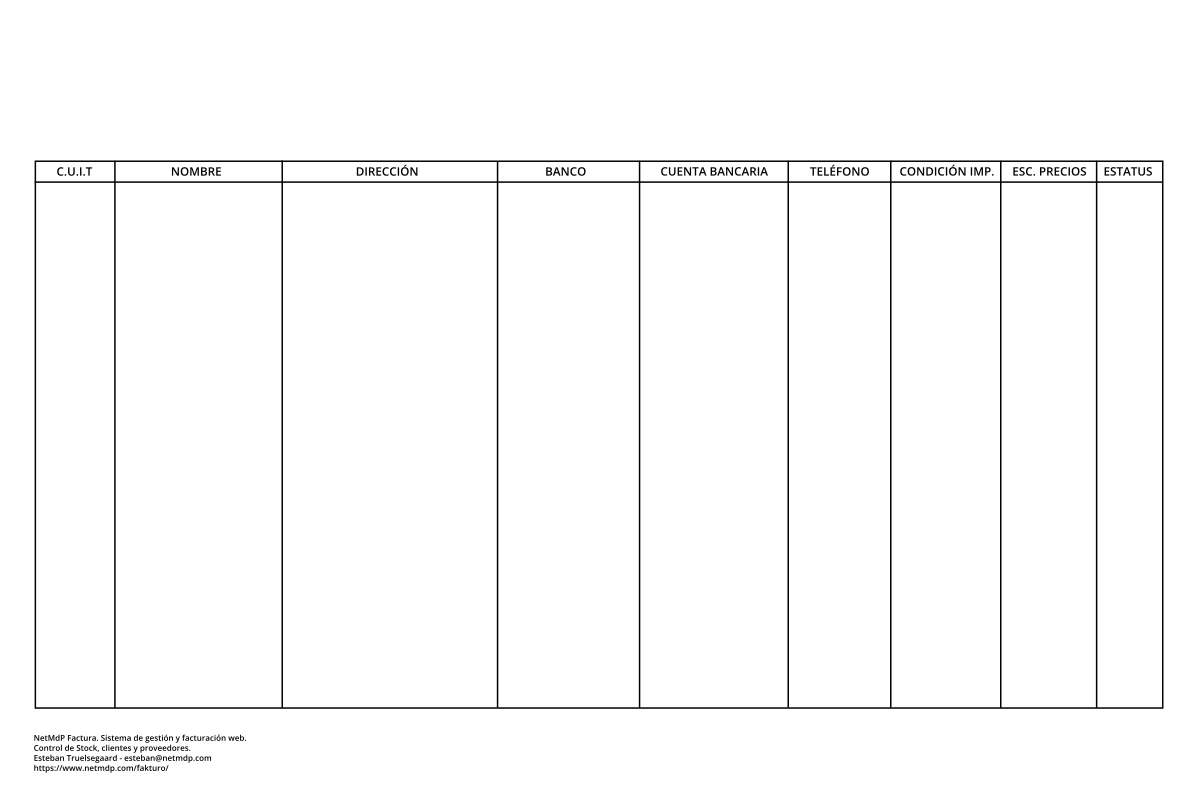 C.U.I.T NOMBRE DIRECCIÓN BANCO CUENTA BANCARIA TELÉFONO CONDICIÓN IMP. ESC. PRECIOS ESTATUS
NetMdP Factura. Sistema de gestión y facturación web.
Control de Stock, clientes y proveedores.
Esteban Truelsegaard - esteban@netmdp.com
https://www.netmdp.com/fakturo/